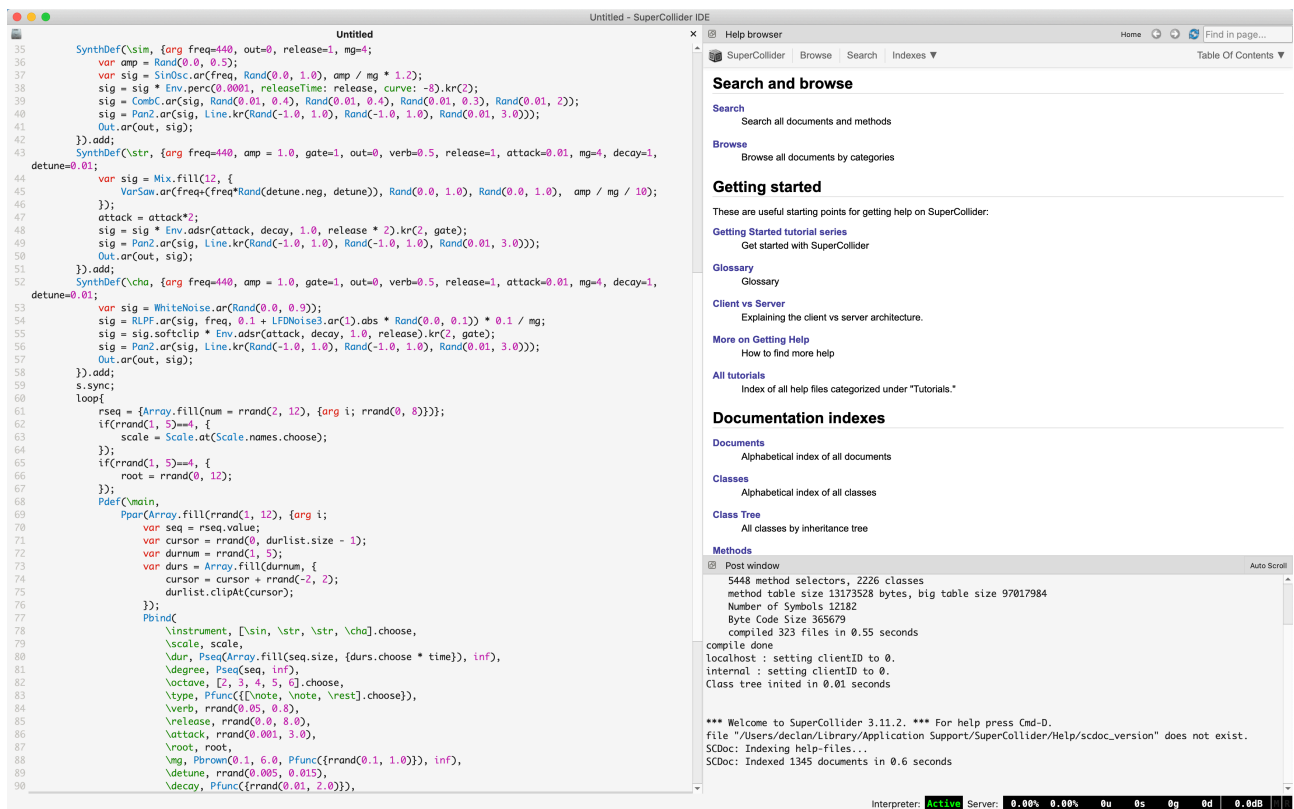 Untitled - SuperCollider IDE
Untitled
35 SynthDef(\sim, {arg freq=440, out=0, release=1, mg=4;
36 var amp = Rand(0.0, 0.5);
37 var sig = SinOsc.ar(freq, Rand(0.0, 1.0), amp / mg * 1.2);
38 sig = sig * Env.perc(0.0001, releaseTime: release, curve: -8).kr(2);
39 sig = CombC.ar(sig, Rand(0.01, 0.4), Rand(0.01, 0.4), Rand(0.01, 0.3), Rand(0.01, 2));
40 sig = Pan2.ar(sig, Line.kr(Rand(-1.0, 1.0), Rand(-1.0, 1.0), Rand(0.01, 3.0)));
41 Out.ar(out, sig);
42 }).add;
43 SynthDef(\str, {arg freq=440, amp = 1.0, gate=1, out=0, verb=0.5, release=1, attack=0.01, mg=4, decay=1,
detune=0.01;
44 var sig = Mix.fill(12, {
45 VarSaw.ar(freq+(freq*Rand(detune.neg, detune)), Rand(0.0, 1.0), Rand(0.0, 1.0),  amp / mg / 10);
46 });
47 attack = attack*2;
48 sig = sig * Env.adsr(attack, decay, 1.0, release * 2).kr(2, gate);
49 sig = Pan2.ar(sig, Line.kr(Rand(-1.0, 1.0), Rand(-1.0, 1.0), Rand(0.01, 3.0)));
50 Out.ar(out, sig);
51 }).add;
52 SynthDef(\cha, {arg freq=440, amp = 1.0, gate=1, out=0, verb=0.5, release=1, attack=0.01, mg=4, decay=1,
detune=0.01;
53 var sig = WhiteNoise.ar(Rand(0.0, 0.9));
54 sig = RLPF.ar(sig, freq, 0.1 + LFDNoise3.ar(1).abs * Rand(0.0, 0.1)) * 0.1 / mg;
55 sig = sig.softclip * Env.adsr(attack, decay, 1.0, release).kr(2, gate);
56 sig = Pan2.ar(sig, Line.kr(Rand(-1.0, 1.0), Rand(-1.0, 1.0), Rand(0.01, 3.0)));
57 Out.ar(out, sig);
58 }).add;
59 s.sync;
60 loop{
61 rseq = {Array.fill(num = rrand(2, 12), {arg i; rrand(0, 8)})};
62 if(rrand(1, 5)==4, {
63 scale = Scale.at(Scale.names.choose);
64 });
65 if(rrand(1, 5)==4, {
66 root = rrand(0, 12);
67 });
68 Pdef(\main,
69 Ppar(Array.fill(rrand(1, 12), {arg i;
70 var seq = rseq.value;
71 var cursor = rrand(0, durlist.size - 1);
72 var durnum = rrand(1, 5);
73 var durs = Array.fill(durnum, {
74 cursor = cursor + rrand(-2, 2);
75 durlist.clipAt(cursor);
76 });
77 Pbind(
78 \instrument, [\sin, \str, \str, \cha].choose,
79 \scale, scale,
80 \dur, Pseq(Array.fill(seq.size, {durs.choose * time}), inf),
81 \degree, Pseq(seq, inf),
82 \octave, [2, 3, 4, 5, 6].choose,
83 \type, Pfunc({[\note, \note, \rest].choose}),
84 \verb, rrand(0.05, 0.8),
85 \release, rrand(0.0, 8.0),
86 \attack, rrand(0.001, 3.0),
87 \root, root,
88 \mg, Pbrown(0.1, 6.0, Pfunc({rrand(0.1, 1.0)}), inf),
89 \detune, rrand(0.005, 0.015),
90 \decay, Pfunc({rrand(0.01, 2.0)}),
Help browser
Home
Find in page...
SuperCollider Browse Search Indexes ▼ Table Of Contents ▼
Search and browse
Search
Search all documents and methods
Browse
Browse all documents by categories
Getting started
These are useful starting points for getting help on SuperCollider:
Getting Started tutorial series
Get started with SuperCollider
Glossary
Glossary
Client vs Server
Explaining the client vs server architecture.
More on Getting Help
How to find more help
All tutorials
Index of all help files categorized under "Tutorials."
Documentation indexes
Documents
Alphabetical index of all documents
Classes
Alphabetical index of all classes
Class Tree
All classes by inheritance tree
Methods
Post window Auto Scroll
5448 method selectors, 2226 classes
method table size 13173528 bytes, big table size 97017984
Number of Symbols 12182
Byte Code Size 365679
compiled 323 files in 0.55 seconds
compile done
localhost : setting clientID to 0.
internal : setting clientID to 0.
Class tree inited in 0.01 seconds
*** Welcome to SuperCollider 3.11.2. *** For help press Cmd-D.
file "/Users/declan/Library/Application Support/SuperCollider/Help/scdoc_version" does not exist.
SCDoc: Indexing help-files...
SCDoc: Indexed 1345 documents in 0.6 seconds
Interpreter: Active Server: 0.00% 0.00% 0u 0s 0g 0d 0.0dB M R